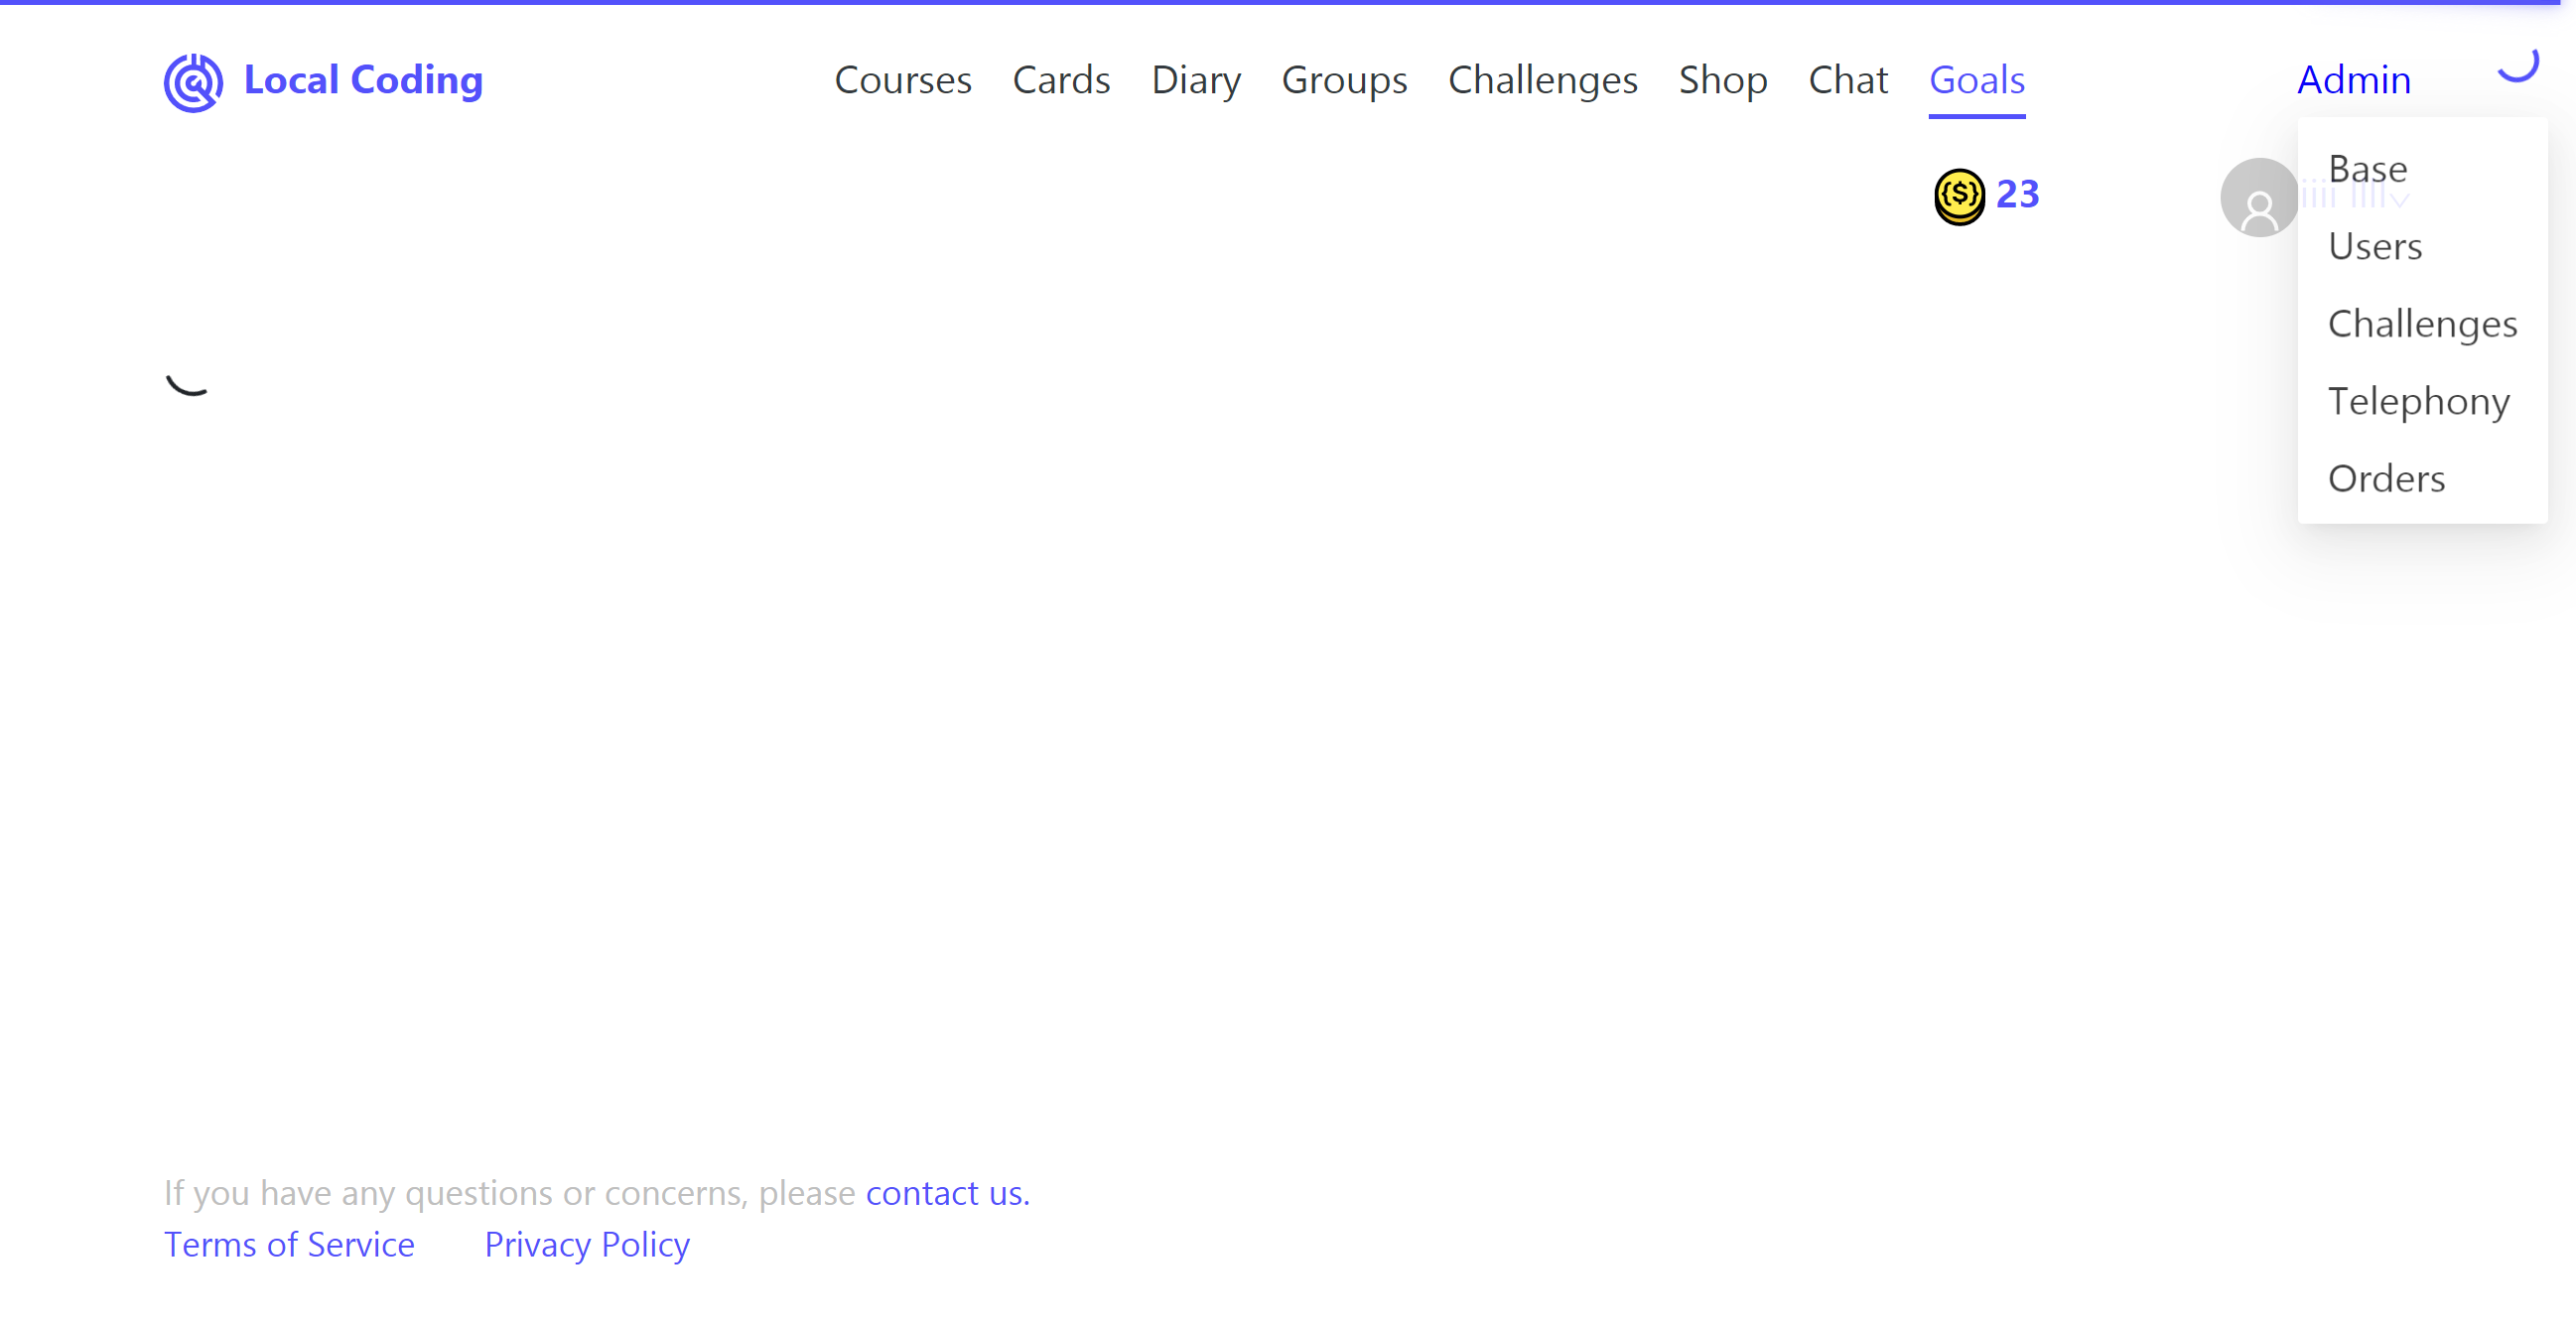 Local Coding Courses Cards Diary Groups Challenges Shop Chat Goals Admin
{$} 23
Base
Users
Challenges
Telephony
Orders
If you have any questions or concerns, please contact us.
Terms of Service Privacy Policy